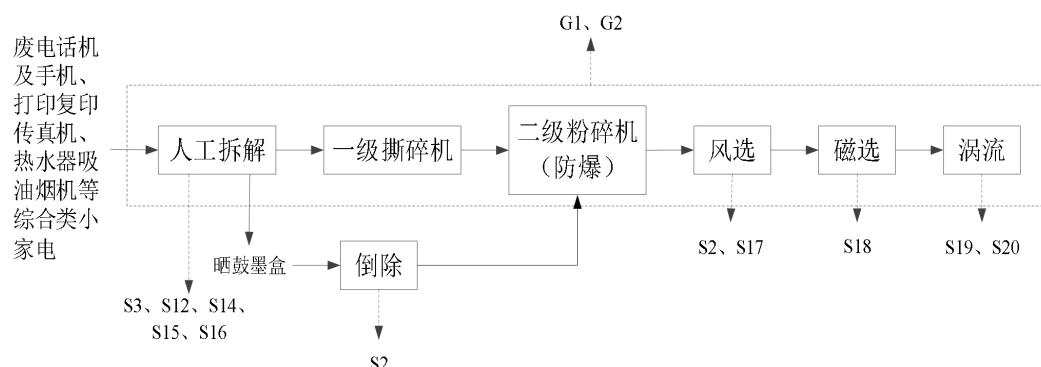 G1、G2
废电话机
及手机、
打印复印
传真机、
热水器吸
油烟机等
综合类小
家电
人工拆解
一级撕碎机
二级粉碎机
（防爆）
风选
磁选
涡流
S2、S17
S18
S19、S20
晒鼓墨盒
倒除
S3、S12、S14、
S15、S16
S2